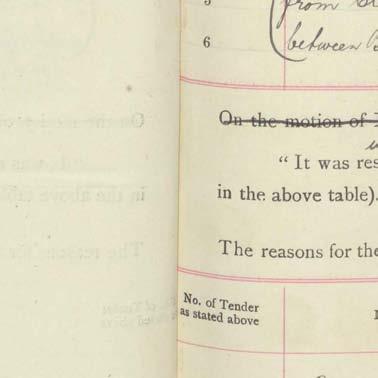 5
from
6 between
On the motion of
" It was res
in the above table).
The reasons for the
No. of Tender
as stated above